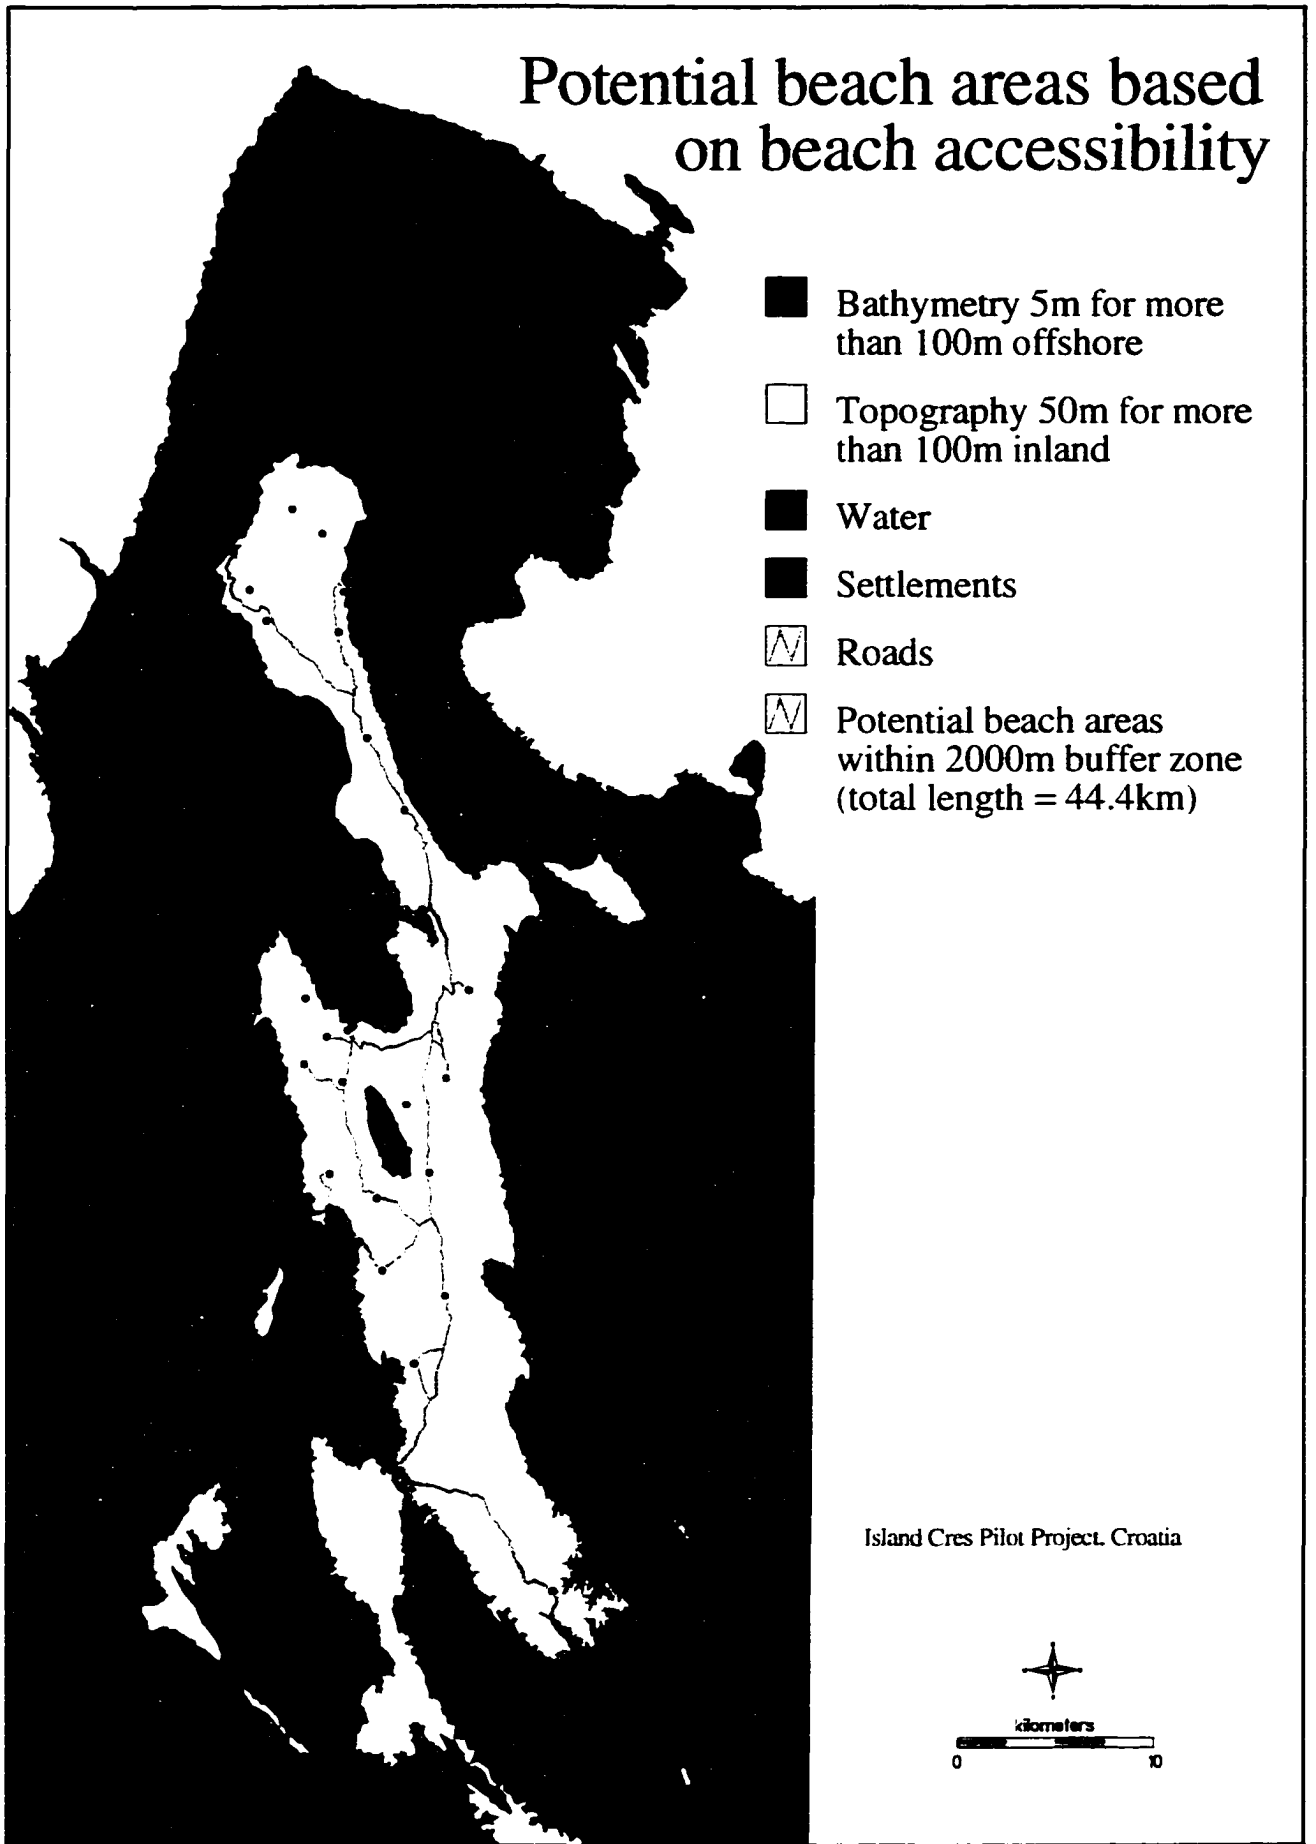 Potential beach areas based
on beach accessibility
Bathymetry 5m for more
than 100m offshore
Topography 50m for more
than 100m inland
Water
Settlements
Roads
Potential beach areas
within 2000m buffer zone
(total length = 44.4km)
Island Cres Pilot Project. Croatia
kilometers
0 10